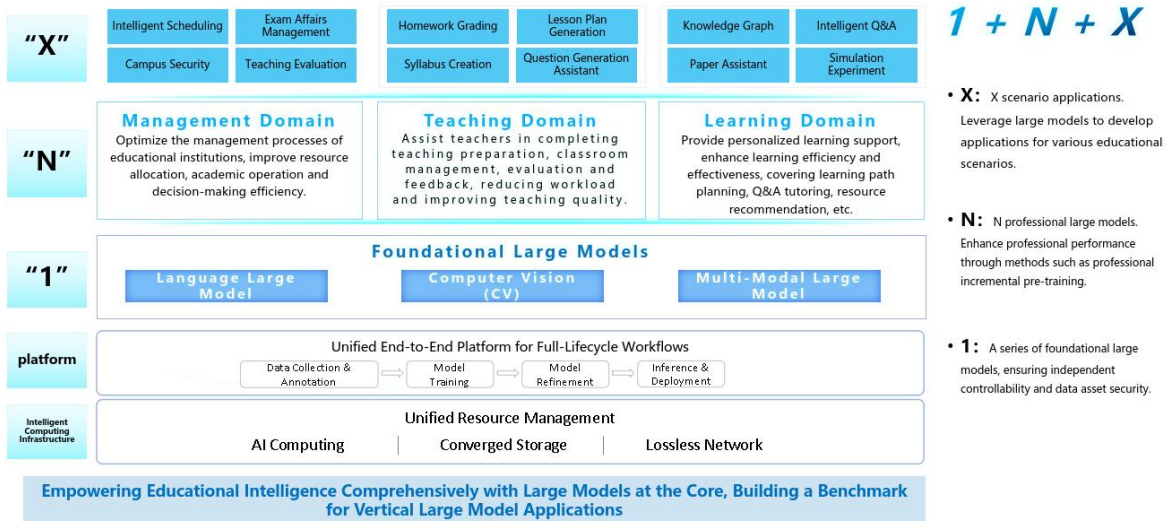 “X”
Intelligent Scheduling
Exam Affairs
Management
Campus Security
Teaching Evaluation
Homework Grading
Lesson Plan
Generation
Syllabus Creation
Question Generation
Assistant
Knowledge Graph
Intelligent Q&A
Paper Assistant
Simulation
Experiment
“N”
Management Domain
Optimize the management processes of
educational institutions, improve resource
allocation, academic operation and
decision-making efficiency.
Teaching Domain
Assist teachers in completing
teaching preparation, classroom
management, evaluation and
feedback, reducing workload
and improving teaching quality.
Learning Domain
Provide personalized learning support,
enhance learning efficiency and
effectiveness, covering learning path
planning, Q&A tutoring, resource
recommendation, etc.
“1”
Foundational Large Models
Language Large
Model
Computer Vision
(CV)
Multi-Modal Large
Model
platform
Unified End-to-End Platform for Full-Lifecycle Workflows
Data Collection &
Annotation
Model
Training
Model
Refinement
Inference &
Deployment
Intelligent
Computing
Infrastructure
Unified Resource Management
AI Computing
Converged Storage
Lossless Network
Empowering Educational Intelligence Comprehensively with Large Models at the Core, Building a Benchmark
for Vertical Large Model Applications
1 + N + X
• X: X scenario applications.
Leverage large models to develop
applications for various educational
scenarios.
• N: N professional large models.
Enhance professional performance
through methods such as professional
incremental pre-training.
• 1: A series of foundational large
models, ensuring independent
controllability and data asset security.